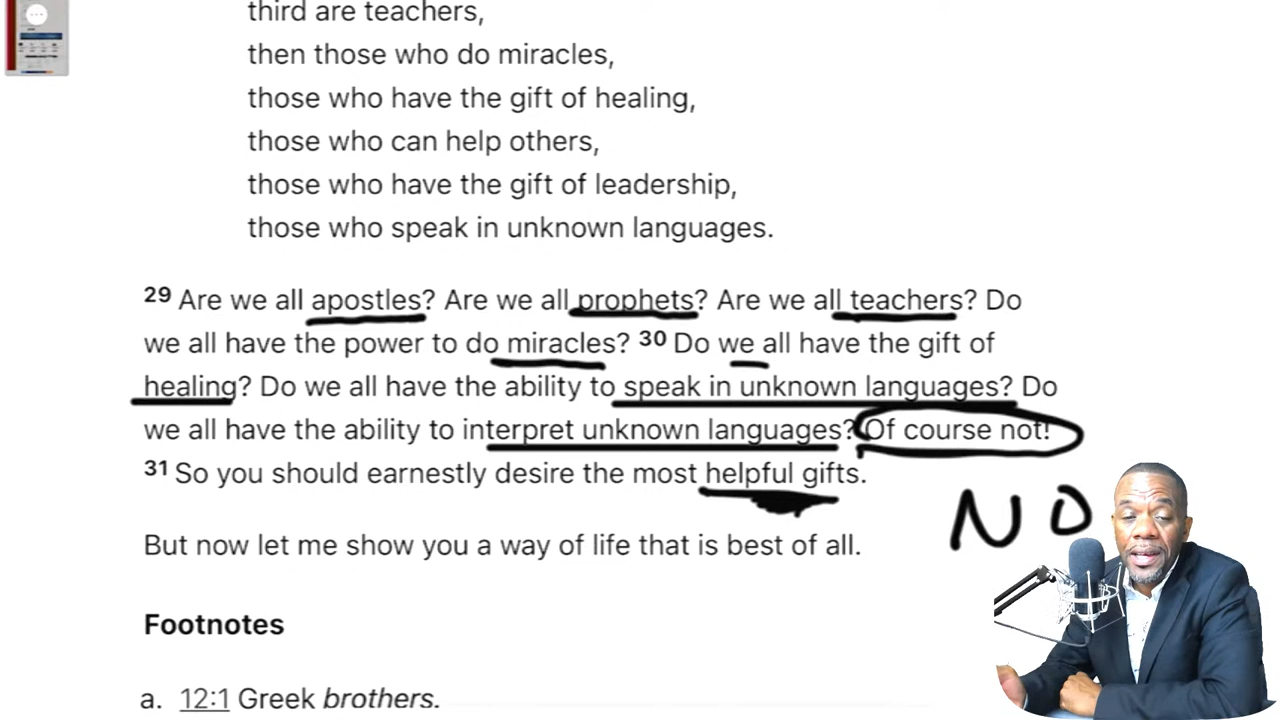 third are teachers,
then those who do miracles,
those who have the gift of healing,
those who can help others,
those who have the gift of leadership,
those who speak in unknown languages.
29 Are we all apostles? Are we all prophets? Are we all teachers? Do
we all have the power to do miracles? 30 Do we all have the gift of
healing? Do we all have the ability to speak in unknown languages? Do
we all have the ability to interpret unknown languages? Of course not!
31 So you should earnestly desire the most helpful gifts.
NO
But now let me show you a way of life that is best of all.
Footnotes
a. 12:1 Greek brothers.